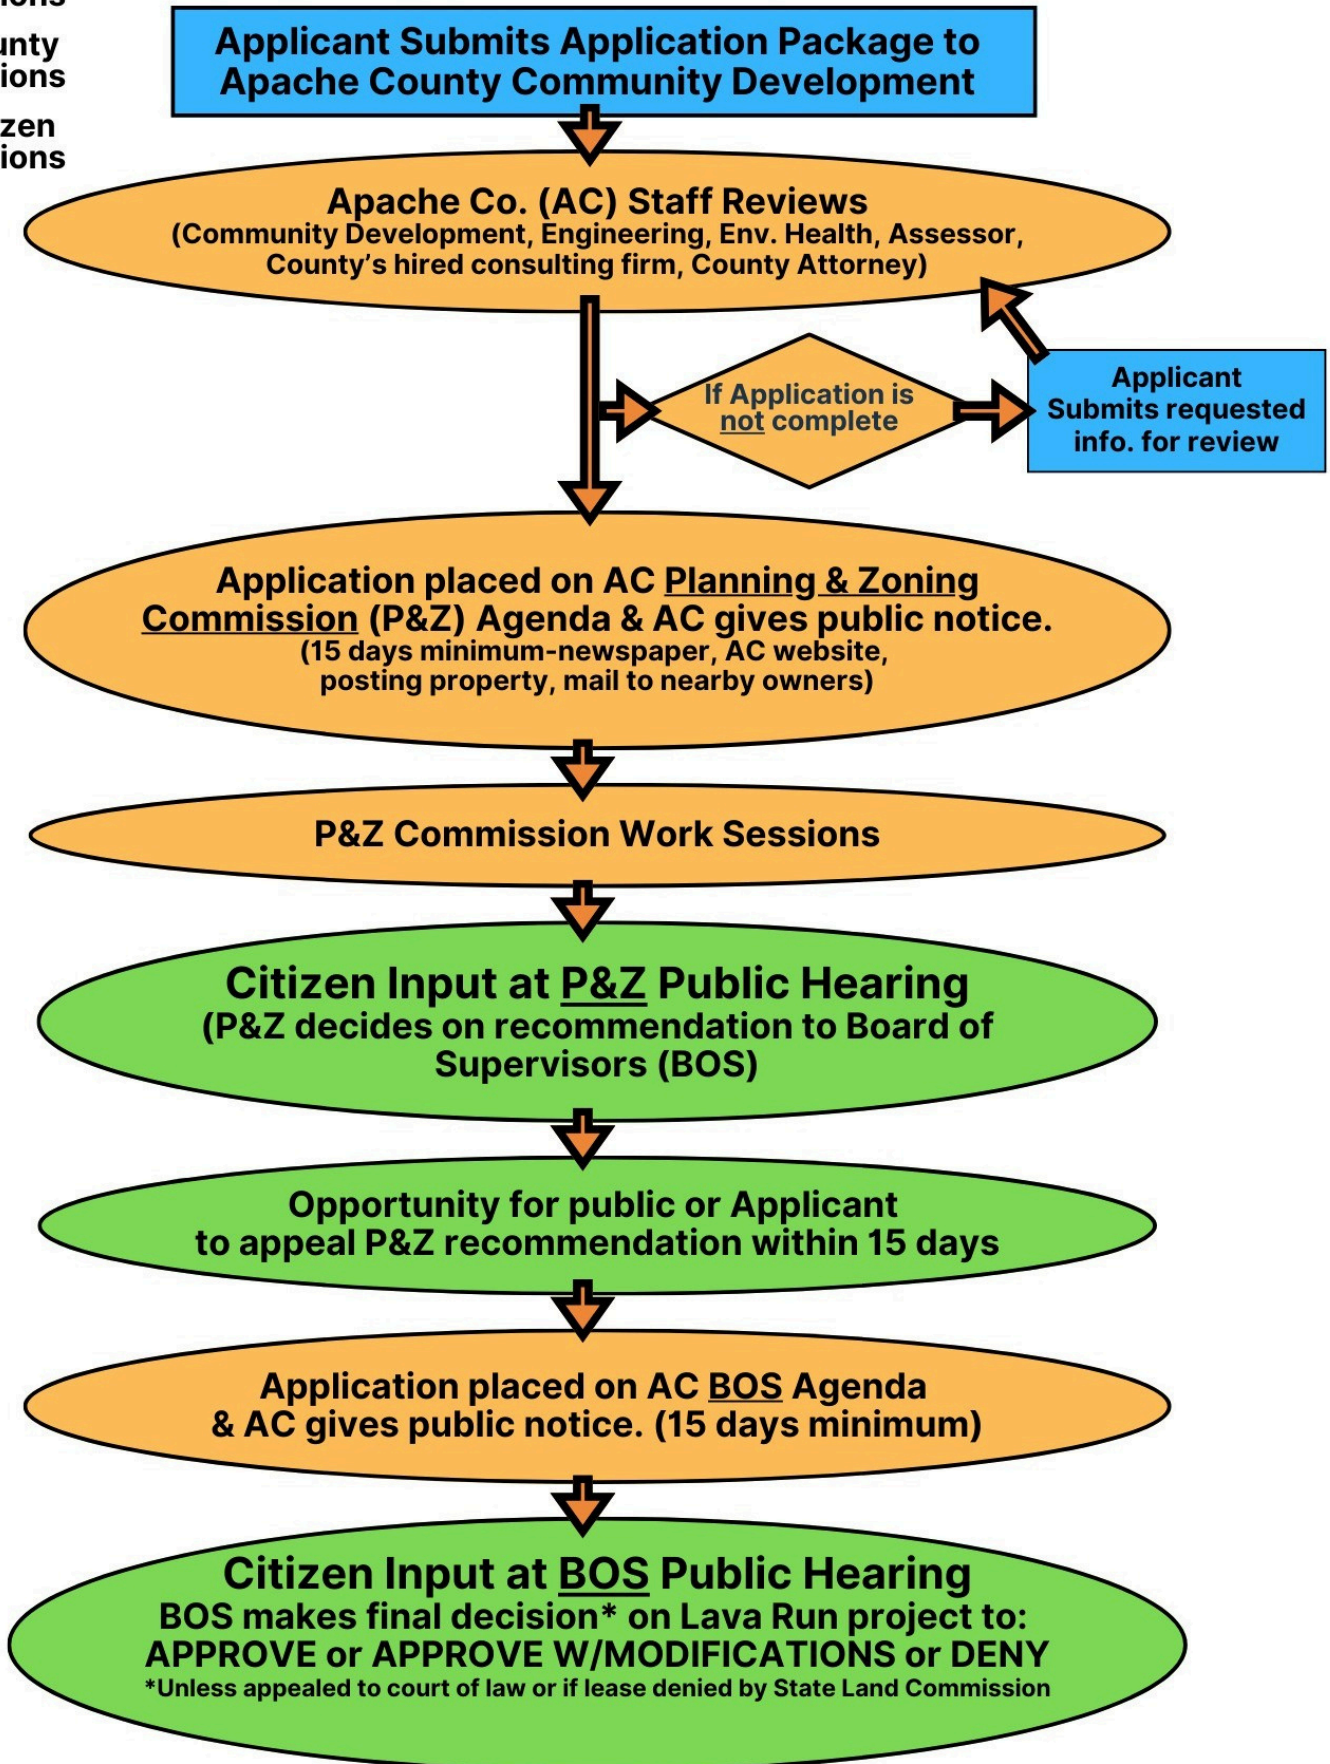 ions
unty
ions
zen
ions
Applicant Submits Application Package to
Apache County Community Development
Apache Co. (AC) Staff Reviews
(Community Development, Engineering, Env. Health, Assessor,
County's hired consulting firm, County Attorney)
If Application is
not complete
Applicant
Submits requested
info. for review
Application placed on AC Planning & Zoning
Commission (P&Z) Agenda & AC gives public notice.
(15 days minimum-newspaper, AC website,
posting property, mail to nearby owners)
P&Z Commission Work Sessions
Citizen Input at P&Z Public Hearing
(P&Z decides on recommendation to Board of
Supervisors (BOS)
Opportunity for public or Applicant
to appeal P&Z recommendation within 15 days
Application placed on AC BOS Agenda
& AC gives public notice. (15 days minimum)
Citizen Input at BOS Public Hearing
BOS makes final decision* on Lava Run project to:
APPROVE or APPROVE W/MODIFICATIONS or DENY
*Unless appealed to court of law or if lease denied by State Land Commission